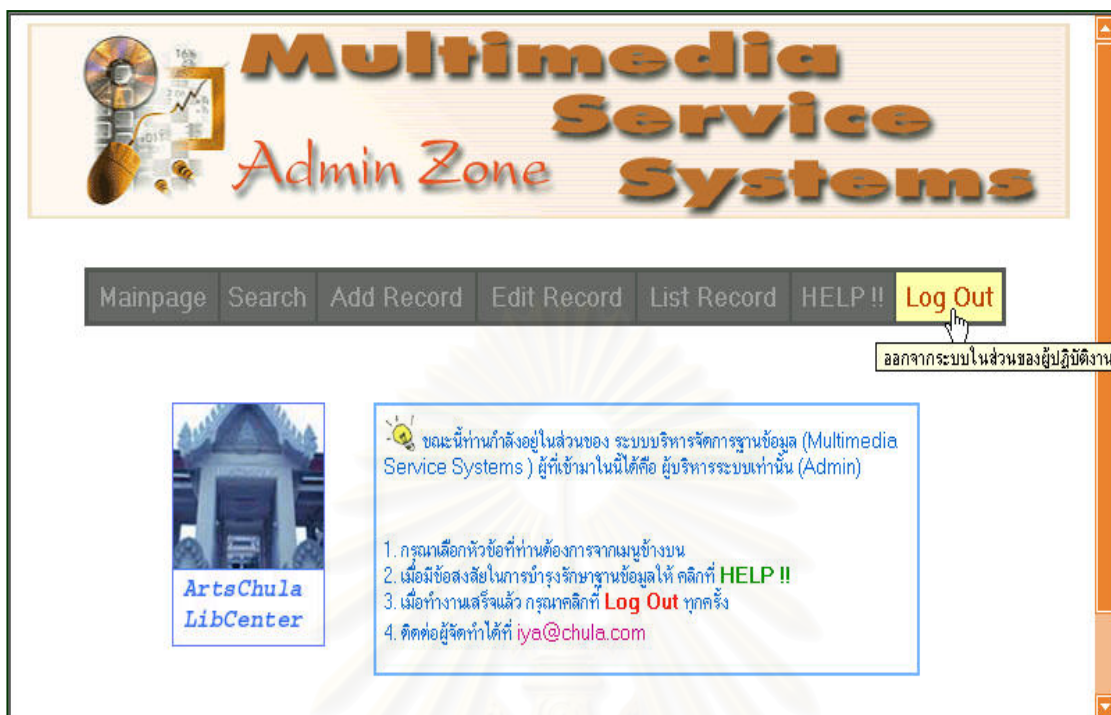 Multimedia
Service
Admin Zone
Systems
Mainpage Search Add Record Edit Record List Record HELP !! Log Out
ออกจากระบบในส่วนของผู้ปฏิบัติงาน
ขณะนี้ท่านกำลังอยู่ในส่วนของ ระบบบริหารจัดการฐานข้อมูล (Multimedia
Service Systems ) ผู้ที่เข้ามาในนี้ได้คือ ผู้บริหารระบบเท่านั้น (Admin)
1. กรุณาเลือกหัวข้อที่ท่านต้องการจากเมนูข้างบน
2. เมื่อมีข้อสงสัยในการบำรุงรักษาฐานข้อมูลให้ คลิกที่ HELP !!
3. เมื่อทำงานเสร็จแล้ว กรุณาคลิกที่ Log Out ทุกครั้ง
4. ติดต่อผู้จัดทำได้ที่ iya@chula.com
ArtsChula
LibCenter